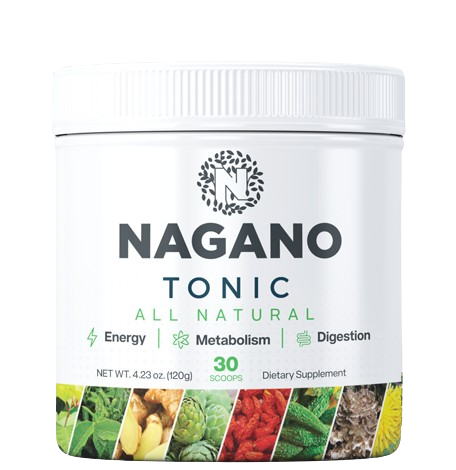 N
NAGANO
TONIC
ALL NATURAL
Energy | Metabolism | Digestion
NET WT. 4.23 oz. (120g) 30 SCOOPS Dietary Supplement